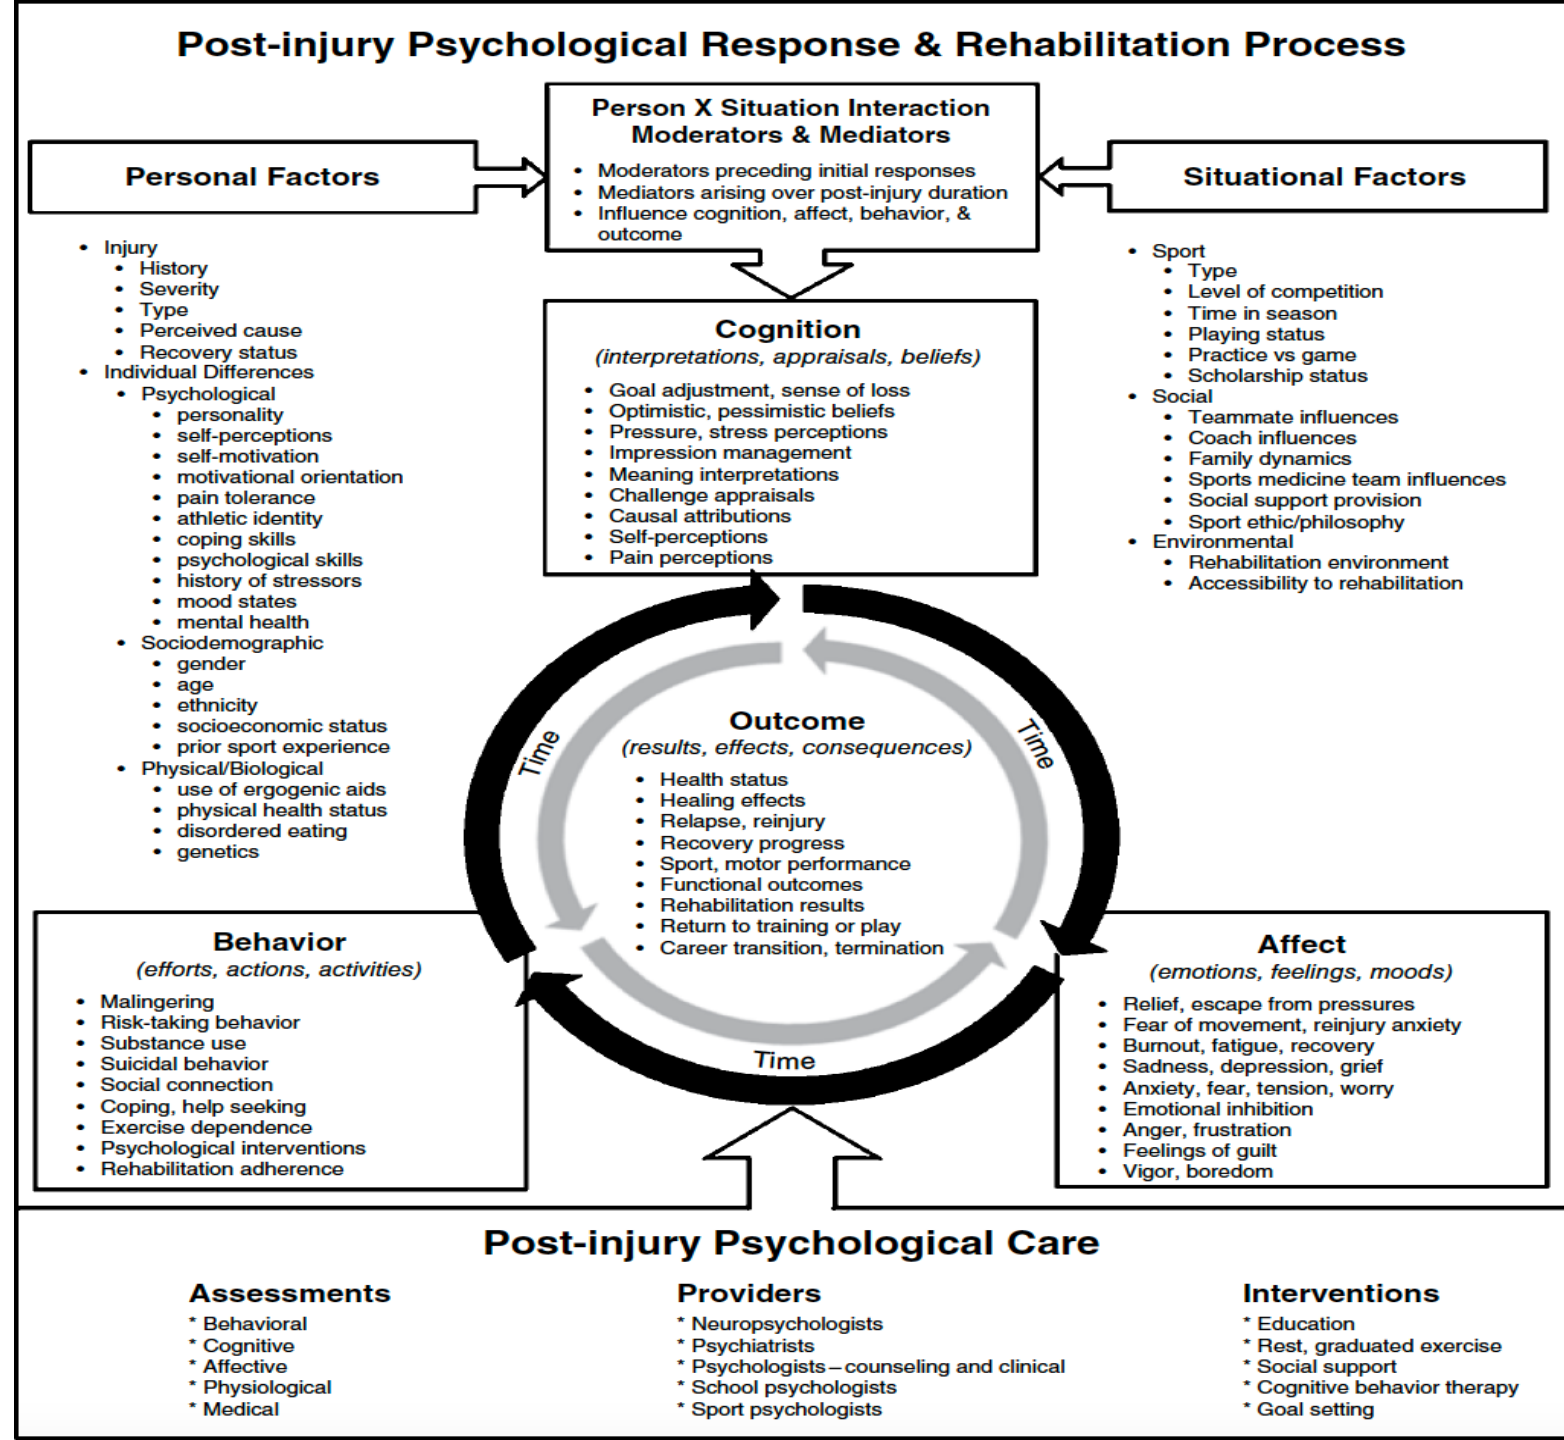 Post-injury Psychological Response & Rehabilitation Process
Person X Situation Interaction
Moderators & Mediators
• Moderators preceding initial responses
• Mediators arising over post-injury duration
• Influence cognition, affect, behavior, &
outcome
Personal Factors
• Injury
• History
• Severity
• Type
• Perceived cause
• Recovery status
• Individual Differences
• Psychological
• personality
• self-perceptions
• self-motivation
• motivational orientation
• pain tolerance
• athletic identity
• coping skills
• psychological skills
• history of stressors
• mood states
• mental health
• Sociodemographic
• gender
• age
• ethnicity
• socioeconomic status
• prior sport experience
• Physical/Biological
• use of ergogenic aids
• physical health status
• disordered eating
• genetics
Situational Factors
• Sport
• Type
• Level of competition
• Time in season
• Playing status
• Practice vs game
• Scholarship status
• Social
• Teammate influences
• Coach influences
• Family dynamics
• Sports medicine team influences
• Social support provision
• Sport ethic/philosophy
• Environmental
• Rehabilitation environment
• Accessibility to rehabilitation
Cognition
(interpretations, appraisals, beliefs)
• Goal adjustment, sense of loss
• Optimistic, pessimistic beliefs
• Pressure, stress perceptions
• Impression management
• Meaning interpretations
• Challenge appraisals
• Causal attributions
• Self-perceptions
• Pain perceptions
Time
Time
Outcome
(results, effects, consequences)
• Health status
• Healing effects
• Relapse, reinjury
• Recovery progress
• Sport, motor performance
• Functional outcomes
• Rehabilitation results
• Return to training or play
• Career transition, termination
Time
Behavior
(efforts, actions, activities)
• Malingering
• Risk-taking behavior
• Substance use
• Suicidal behavior
• Social connection
• Coping, help seeking
• Exercise dependence
• Psychological interventions
• Rehabilitation adherence
Affect
(emotions, feelings, moods)
• Relief, escape from pressures
• Fear of movement, reinjury anxiety
• Burnout, fatigue, recovery
• Sadness, depression, grief
• Anxiety, fear, tension, worry
• Emotional inhibition
• Anger, frustration
• Feelings of guilt
• Vigor, boredom
Post-injury Psychological Care
Assessments
* Behavioral
* Cognitive
* Affective
* Physiological
* Medical
Providers
* Neuropsychologists
* Psychiatrists
* Psychologists – counseling and clinical
* School psychologists
* Sport psychologists
Interventions
* Education
* Rest, graduated exercise
* Social support
* Cognitive behavior therapy
* Goal setting